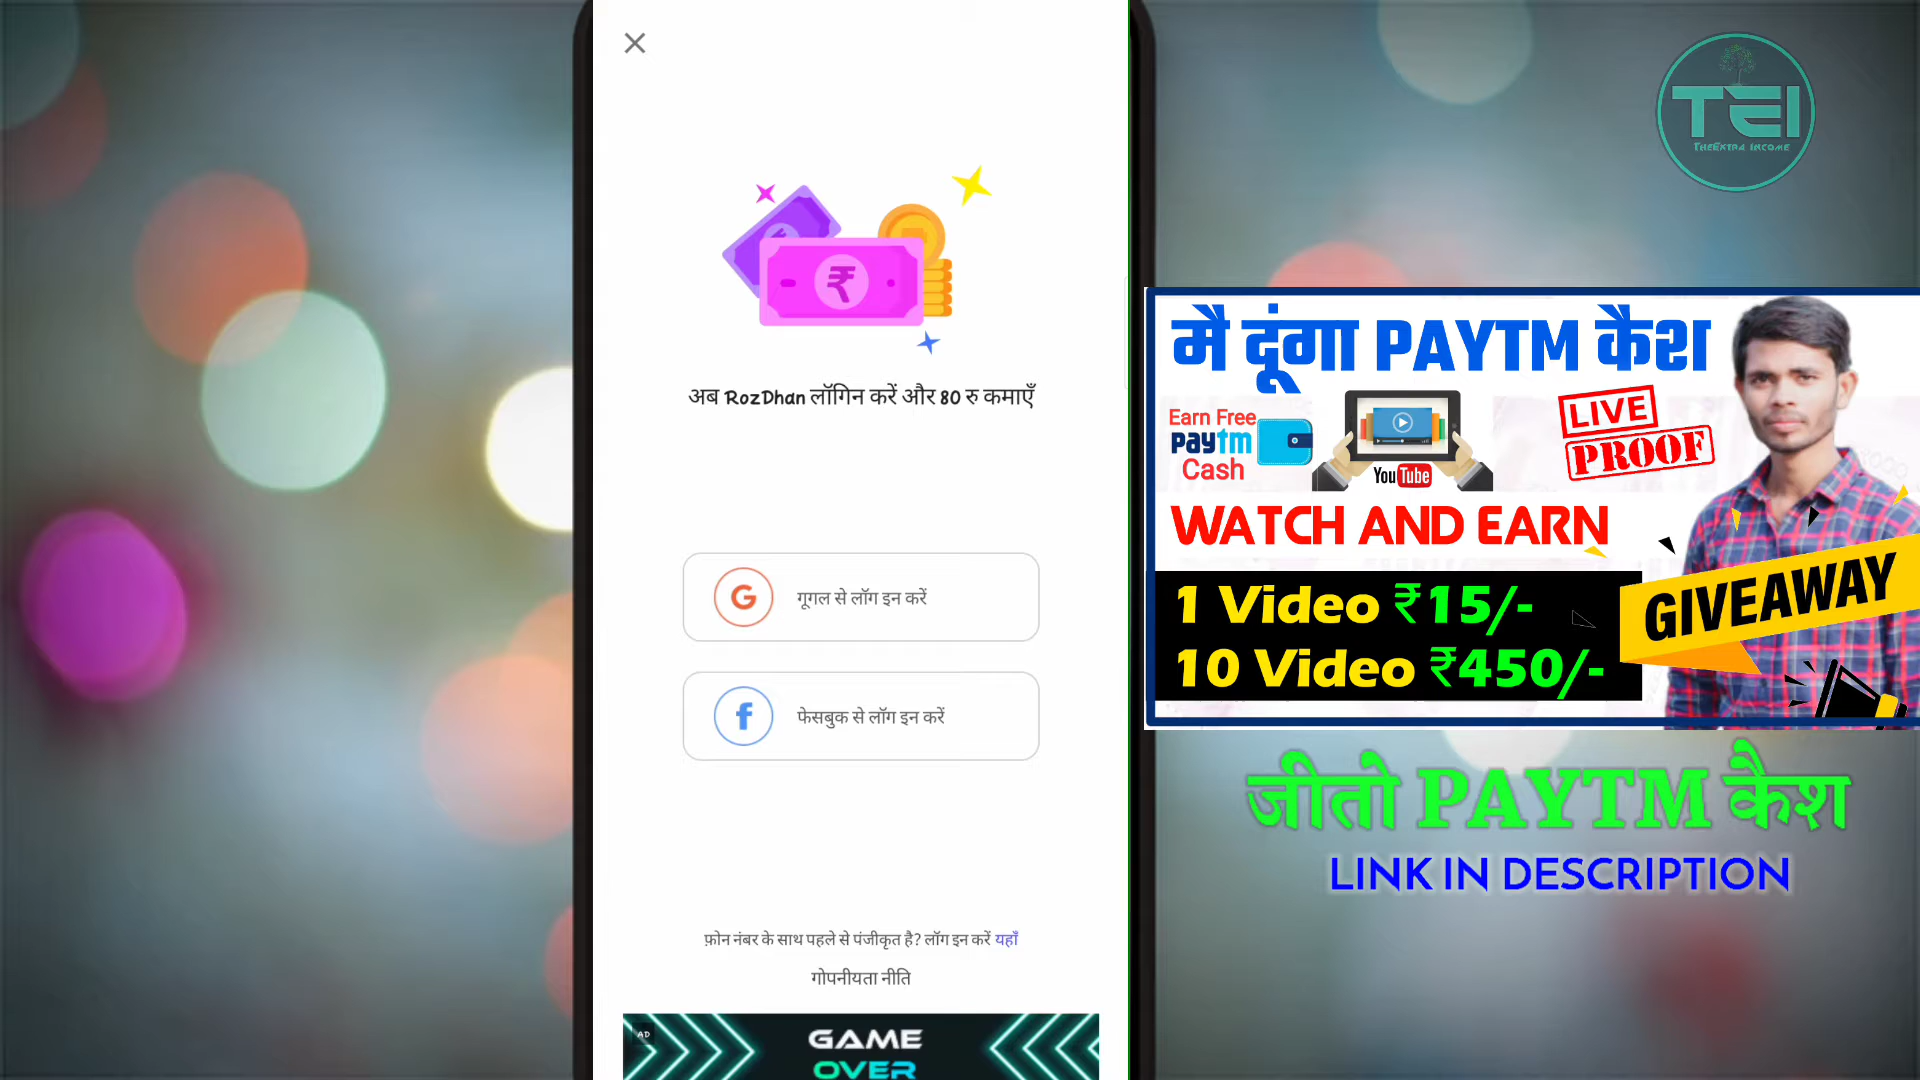 TEI
TheExtra Income
अब RozDhan लॉगिन करें और 80 रु कमाएँ
G
गूगल से लॉग इन करें
f
फेसबुक से लॉग इन करें
फ़ोन नंबर के साथ पहले से पंजीकृत है? लॉग इन करें यहाँ
गोपनीयता नीति
AD
GAME
OVER
मै दूंगा PAYTM कैश
Earn Free
paytm
Cash
YouTube
LIVE
PROOF
WATCH AND EARN
1 Video ₹15/-
10 Video ₹450/-
GIVEAWAY
जीतो PAYTM कैश
LINK IN DESCRIPTION